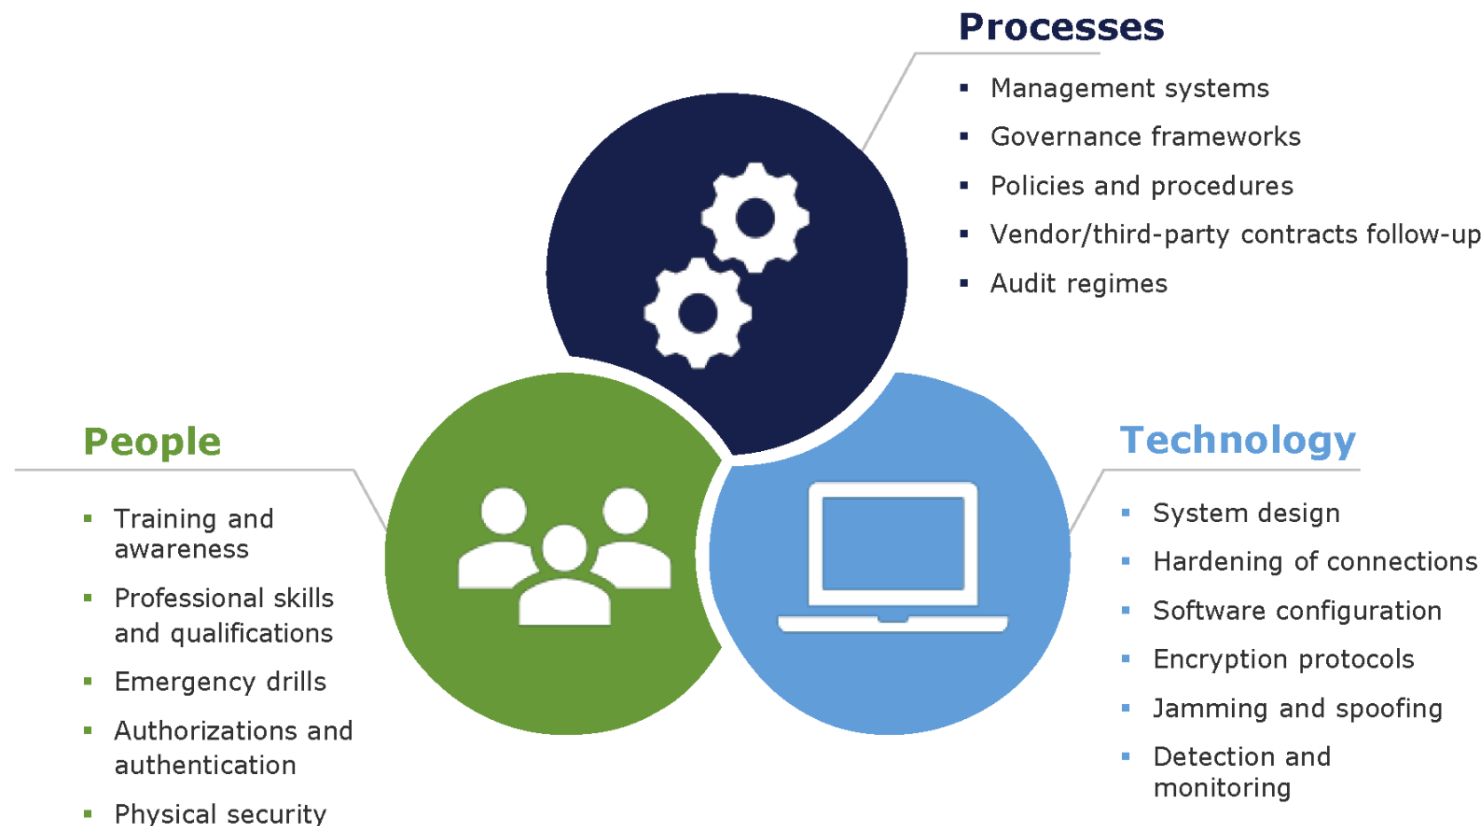 Processes
▪ Management systems
▪ Governance frameworks
▪ Policies and procedures
▪ Vendor/third-party contracts follow-up
▪ Audit regimes
People
▪ Training and
awareness
▪ Professional skills
and qualifications
▪ Emergency drills
▪ Authorizations and
authentication
▪ Physical security
Technology
▪ System design
▪ Hardening of connections
▪ Software configuration
▪ Encryption protocols
▪ Jamming and spoofing
▪ Detection and
monitoring